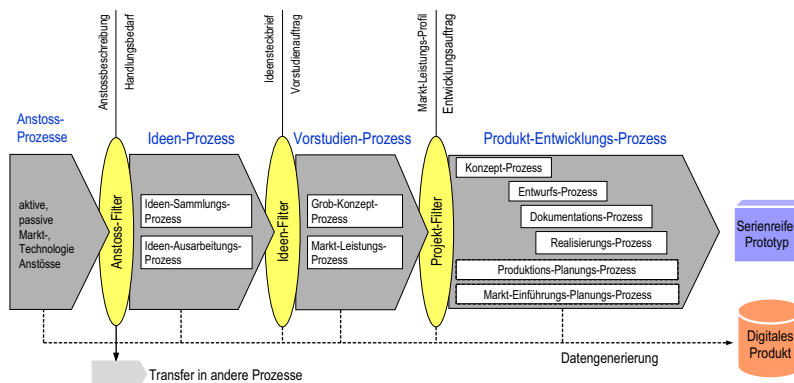 Anstossbeschreibung
Handlungsbedarf
Ideensteckbrief
Vorstudienauftrag
Markt-Leistungs-Profil
Entwicklungsauftrag
Anstoss-
Prozesse
Ideen-Prozess
Vorstudien-Prozess
Produkt-Entwicklungs-Prozess
aktive,
passive
Markt-,
Technologie
Anstösse
Anstoss-Filter
Ideen-Sammlungs-
Prozess
Ideen-Ausarbeitungs-
Prozess
Ideen-Filter
Grob-Konzept-
Prozess
Markt-Leistungs-
Prozess
Projekt-Filter
Konzept-Prozess
Entwurfs-Prozess
Dokumentations-Prozess
Realisierungs-Prozess
Produktions-Planungs-Prozess
Markt-Einführungs-Planungs-Prozess
Serienreifer
Prototyp
Digitales
Produkt
Datengenerierung
Transfer in andere Prozesse